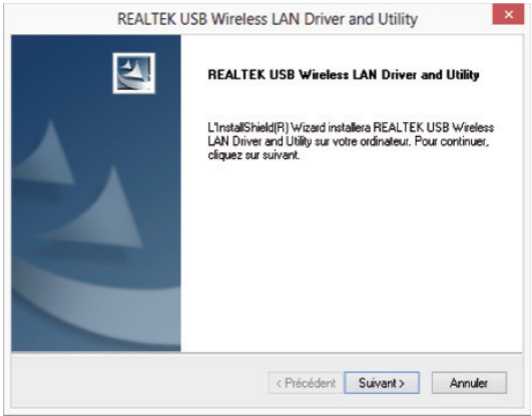 REALTEK USB Wireless LAN Driver and Utility
REALTEK USB Wireless LAN Driver and Utility
L'InstallShield(R) Wizard installera REALTEK USB Wireless
LAN Driver and Utility sur votre ordinateur. Pour continuer,
cliquez sur suivant.
< Précédent
Suivant >
Annuler